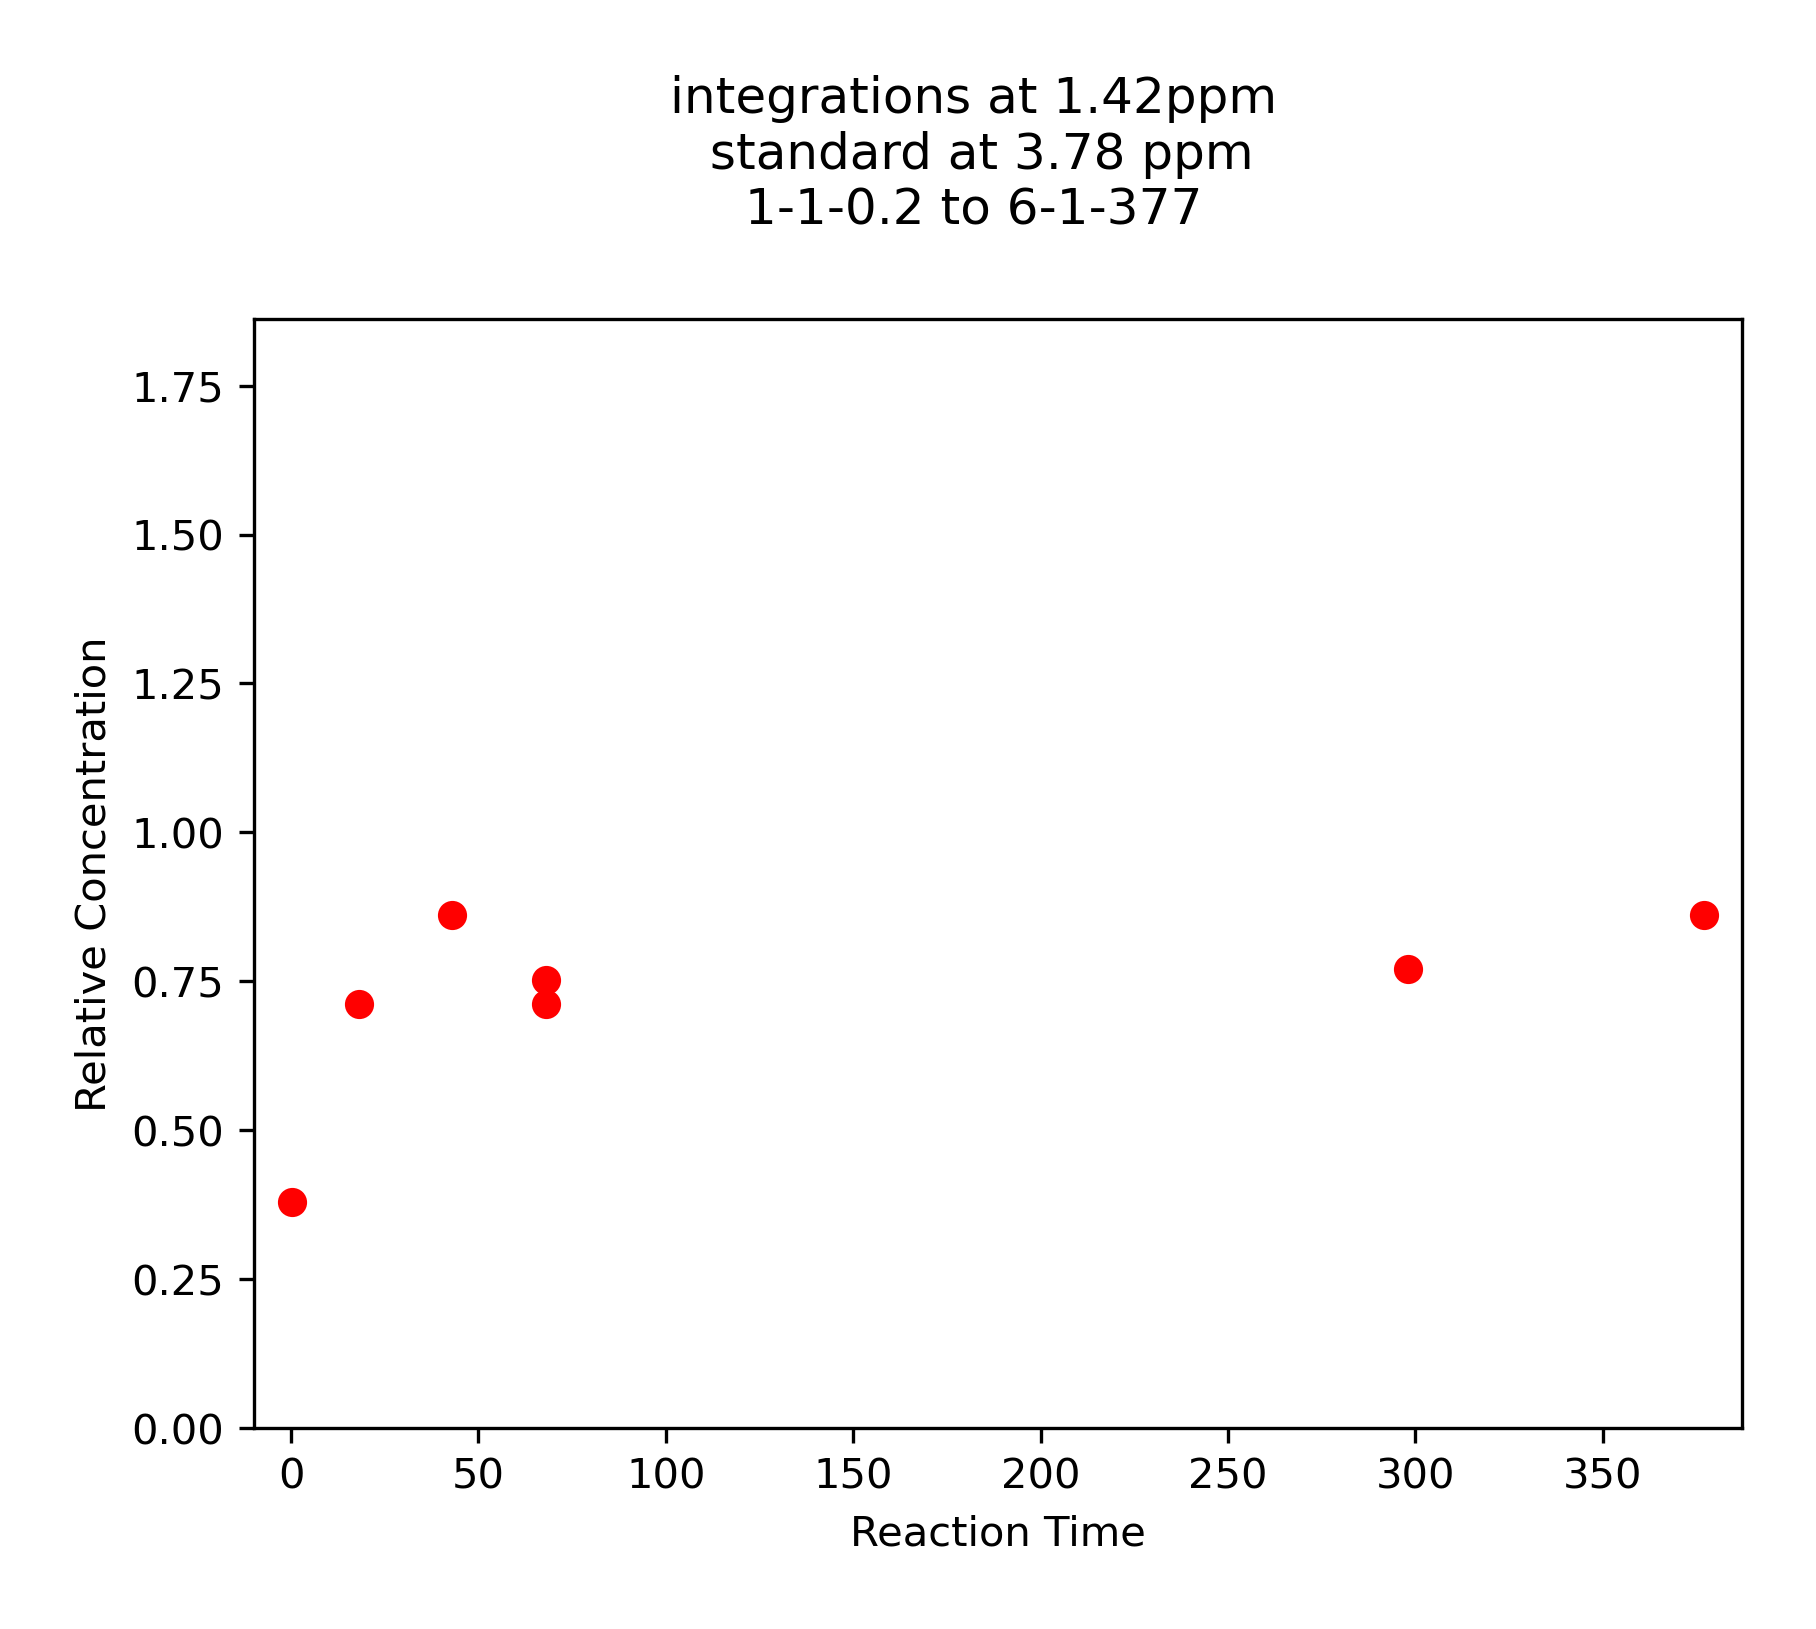 integrations at 1.42ppm
standard at 3.78 ppm
1-1-0.2 to 6-1-377
1.75
1.50
1.25
1.00
0.75
0.50
0.25
0.00
Relative Concentration
0 50 100 150 200 250 300 350
Reaction Time